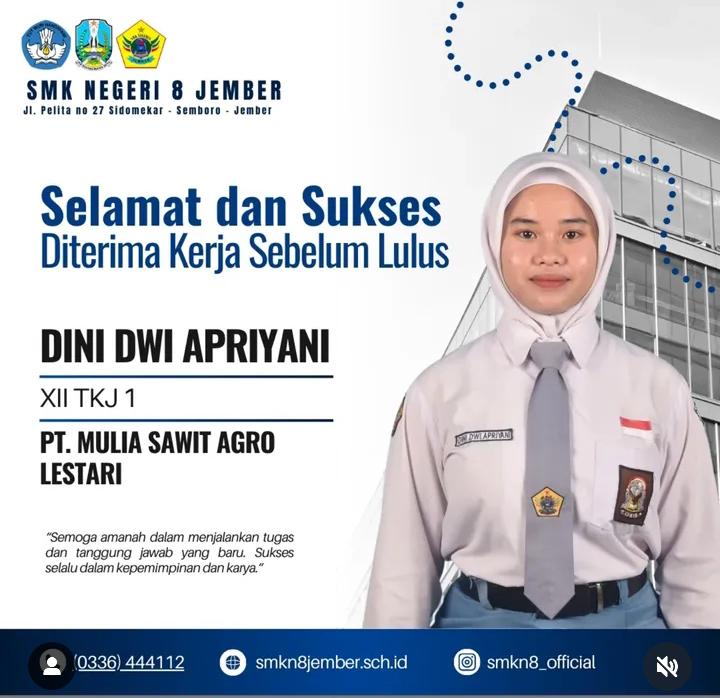 SMK NEGERI 8 JEMBER
Jl. Pelita no 27 Sidomekar - Semboro - Jember
Selamat dan Sukses
Diterima Kerja Sebelum Lulus
DINI DWI APRIYANI
XII TKJ 1
PT. MULIA SAWIT AGRO
LESTARI
DINI DWI APRIYANI
"Semoga amanah dalam menjalankan tugas
dan tanggung jawab yang baru. Sukses
selalu dalam kepemimpinan dan karya."
(0336) 444112
smkn8jember.sch.id
smkn8_official